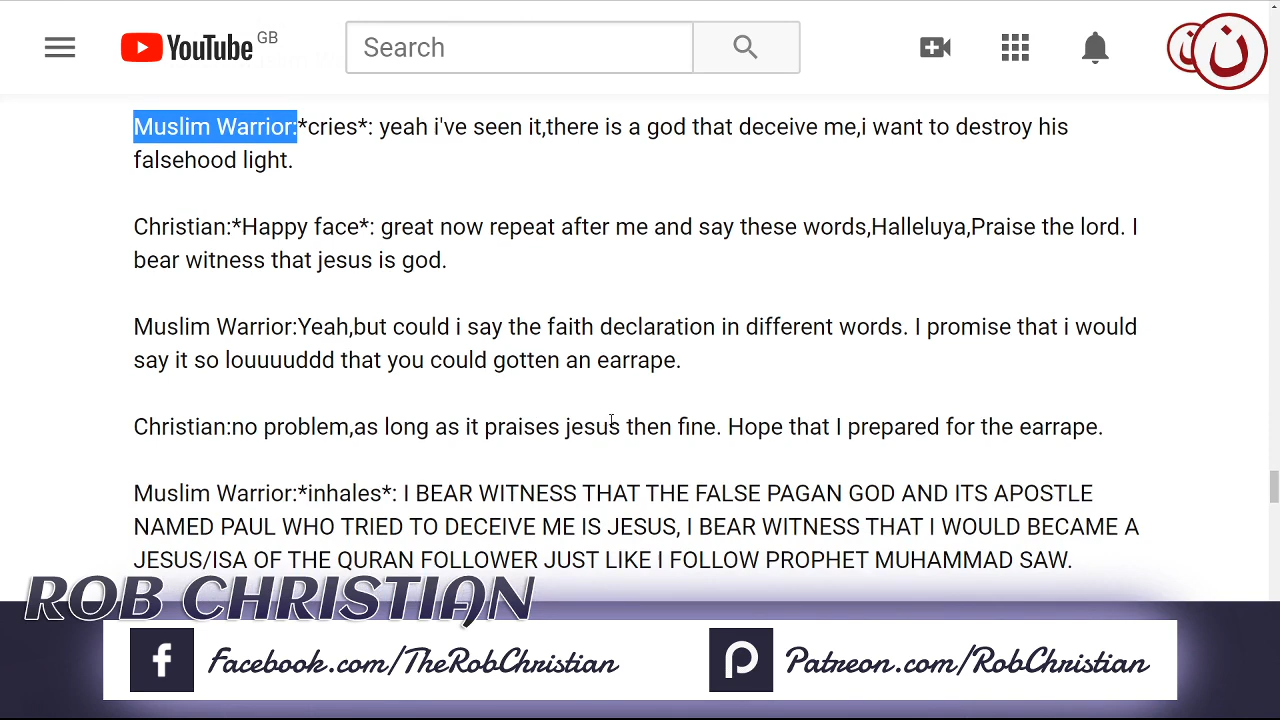 YouTube GB
Search
ن ن
Muslim Warrior:*cries*: yeah i've seen it,there is a god that deceive me,i want to destroy his
falsehood light.
Christian:*Happy face*: great now repeat after me and say these words,Halleluya,Praise the lord. I
bear witness that jesus is god.
Muslim Warrior:Yeah,but could i say the faith declaration in different words. I promise that i would
say it so louuuuddd that you could gotten an earrape.
Christian:no problem,as long as it praises jesus then fine. Hope that I prepared for the earrape.
Muslim Warrior:*inhales*: I BEAR WITNESS THAT THE FALSE PAGAN GOD AND ITS APOSTLE
NAMED PAUL WHO TRIED TO DECEIVE ME IS JESUS, I BEAR WITNESS THAT I WOULD BECAME A
JESUS/ISA OF THE QURAN FOLLOWER JUST LIKE I FOLLOW PROPHET MUHAMMAD SAW.
ROB CHRISTIAN
Facebook.com/TheRobChristian
Patreon.com/RobChristian